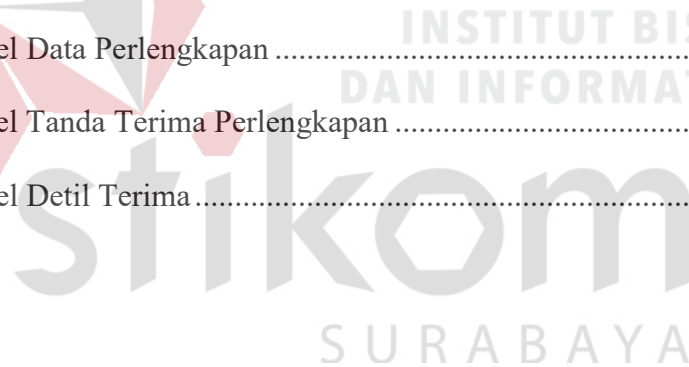 INSTITUT BIS
el Data Perlengkapan ........................................................
DAN INFORMAT
el Tanda Terima Perlengkapan .........................................
el Detil Terima ..................................................................
stikom
SURABAYA